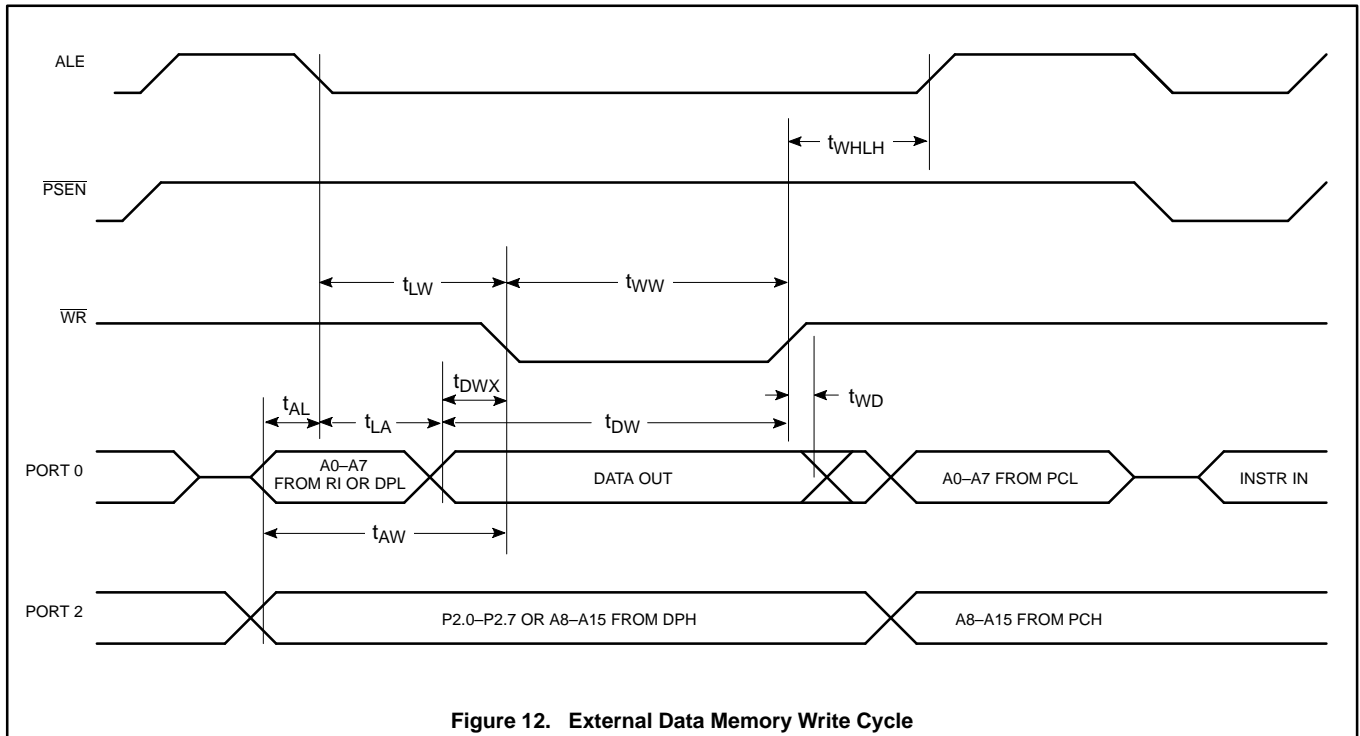 ALE
tWHLH
PSEN
tLW
tWW
WR
tDWX
tAL
tLA
tDW
tWD
PORT 0
A0–A7
FROM RI OR DPL
DATA OUT
A0–A7 FROM PCL
INSTR IN
tAW
PORT 2
P2.0–P2.7 OR A8–A15 FROM DPH
A8–A15 FROM PCH
Figure 12. External Data Memory Write Cycle